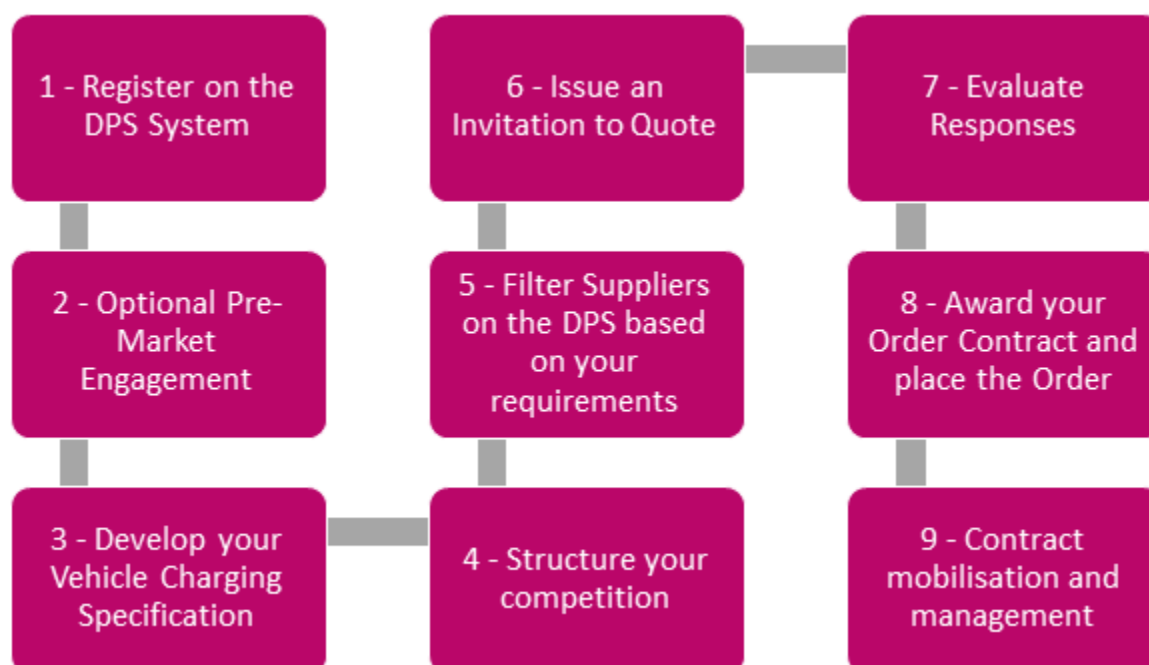 1 - Register on the
DPS System
2 - Optional Pre-
Market
Engagement
3 - Develop your
Vehicle Charging
Specification
4 - Structure your
competition
5 - Filter Suppliers
on the DPS based
on your
requirements
6 - Issue an
Invitation to Quote
7 - Evaluate
Responses
8 - Award your
Order Contract and
place the Order
9 - Contract
mobilisation and
management